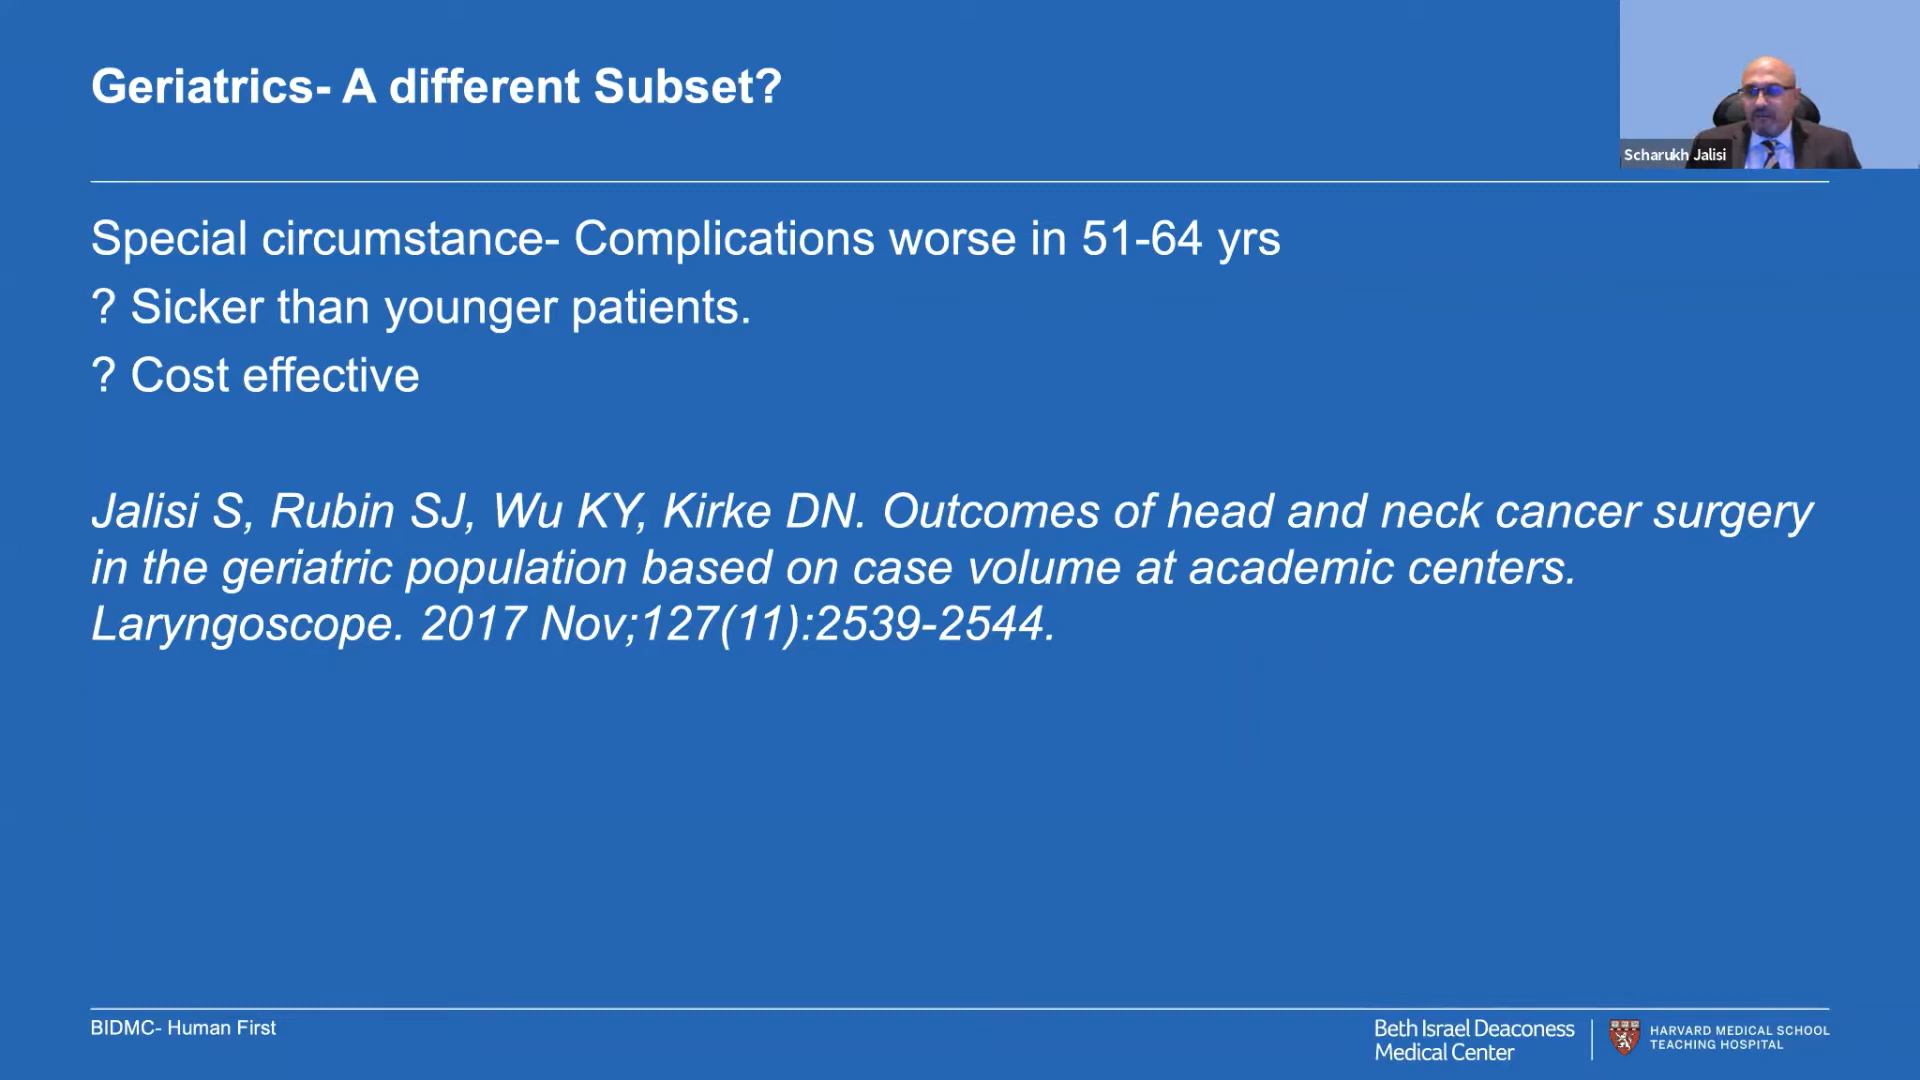 Geriatrics- A different Subset?
Scharukh Jalisi
Special circumstance- Complications worse in 51-64 yrs
? Sicker than younger patients.
? Cost effective
Jalisi S, Rubin SJ, Wu KY, Kirke DN. Outcomes of head and neck cancer surgery
in the geriatric population based on case volume at academic centers.
Laryngoscope. 2017 Nov;127(11):2539-2544.
BIDMC- Human First
Beth Israel Deaconess
Medical Center
HARVARD MEDICAL SCHOOL
TEACHING HOSPITAL